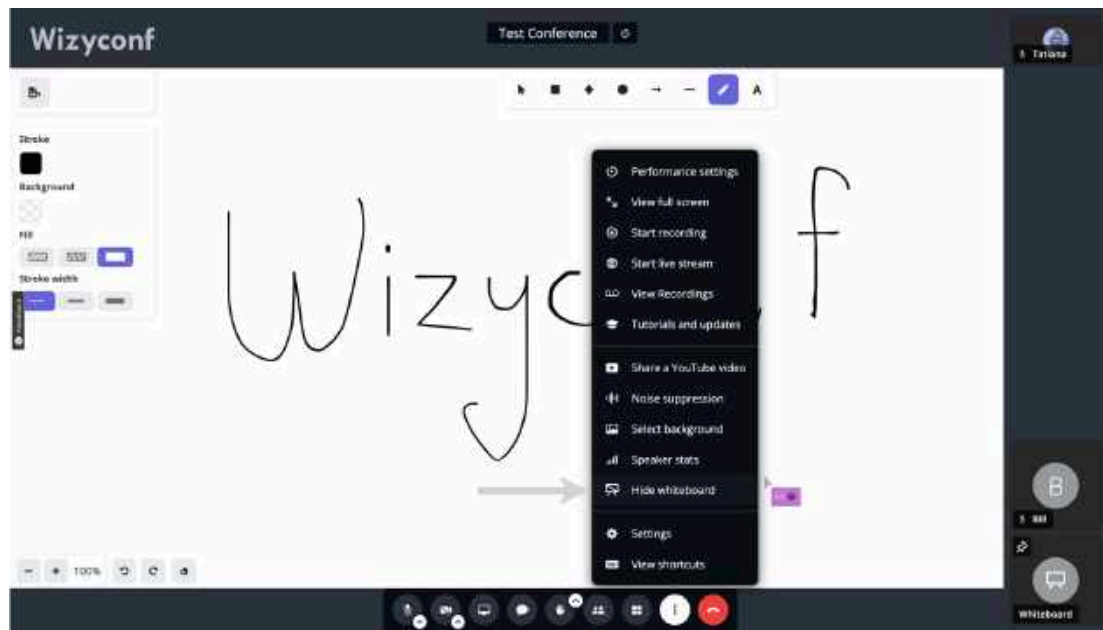 Wizyconf
Test Conference
Tatiana
Stroke
Background
Fill
Stroke width
A
Wizyc
f
Performance settings
View full screen
Start recording
Start live stream
View Recordings
Tutorials and updates
Share a YouTube video
Noise suppression
Select background
Speaker stats
Hide whiteboard
Settings
View shortcuts
B
Bill
Whiteboard
100%